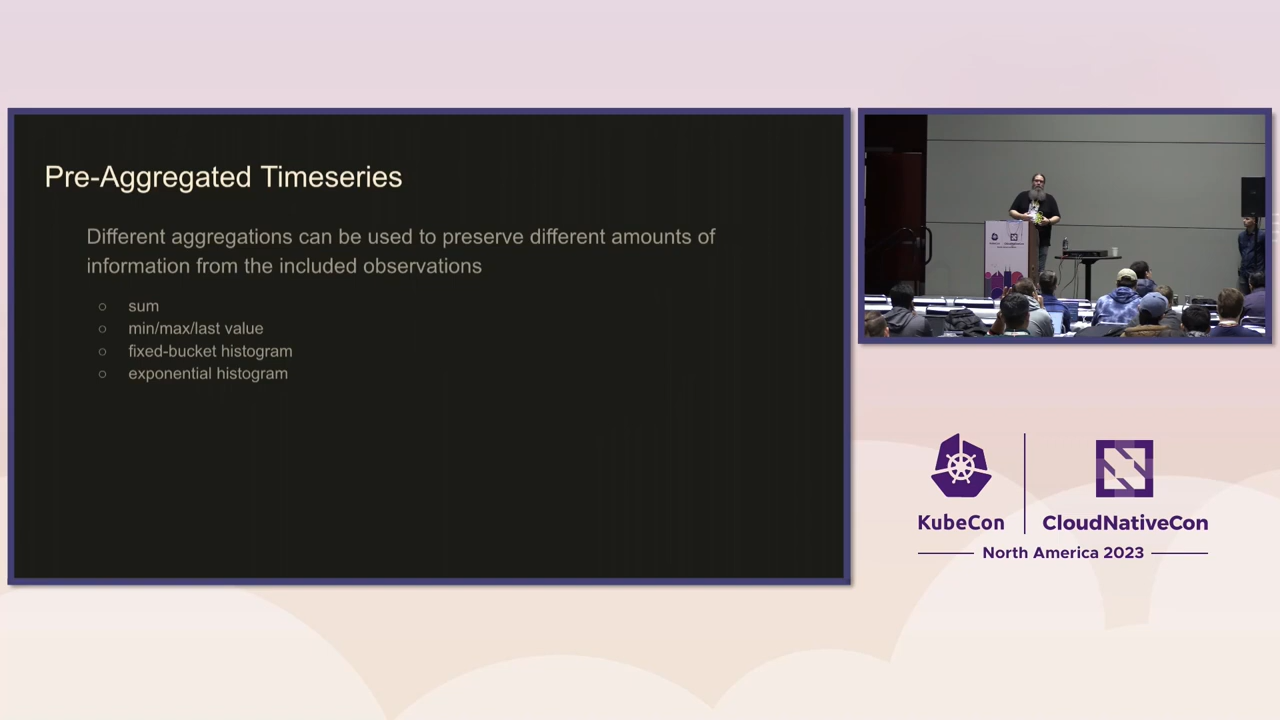 Pre-Aggregated Timeseries
Different aggregations can be used to preserve different amounts of
information from the included observations
○ sum
○ min/max/last value
○ fixed-bucket histogram
○ exponential histogram
KubeCon
CloudNativeCon
North America 2023